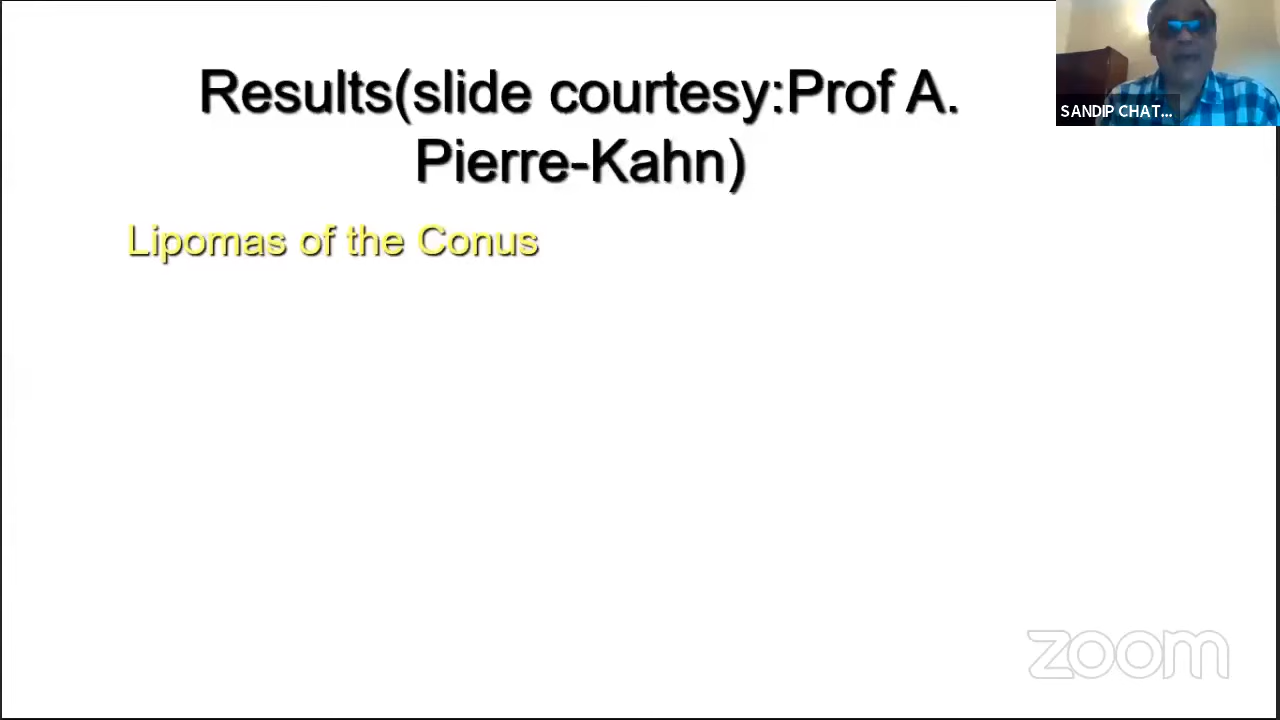 Results(slide courtesy:Prof A.
Pierre-Kahn)
Lipomas of the Conus
SANDIP CHAT...
zoom